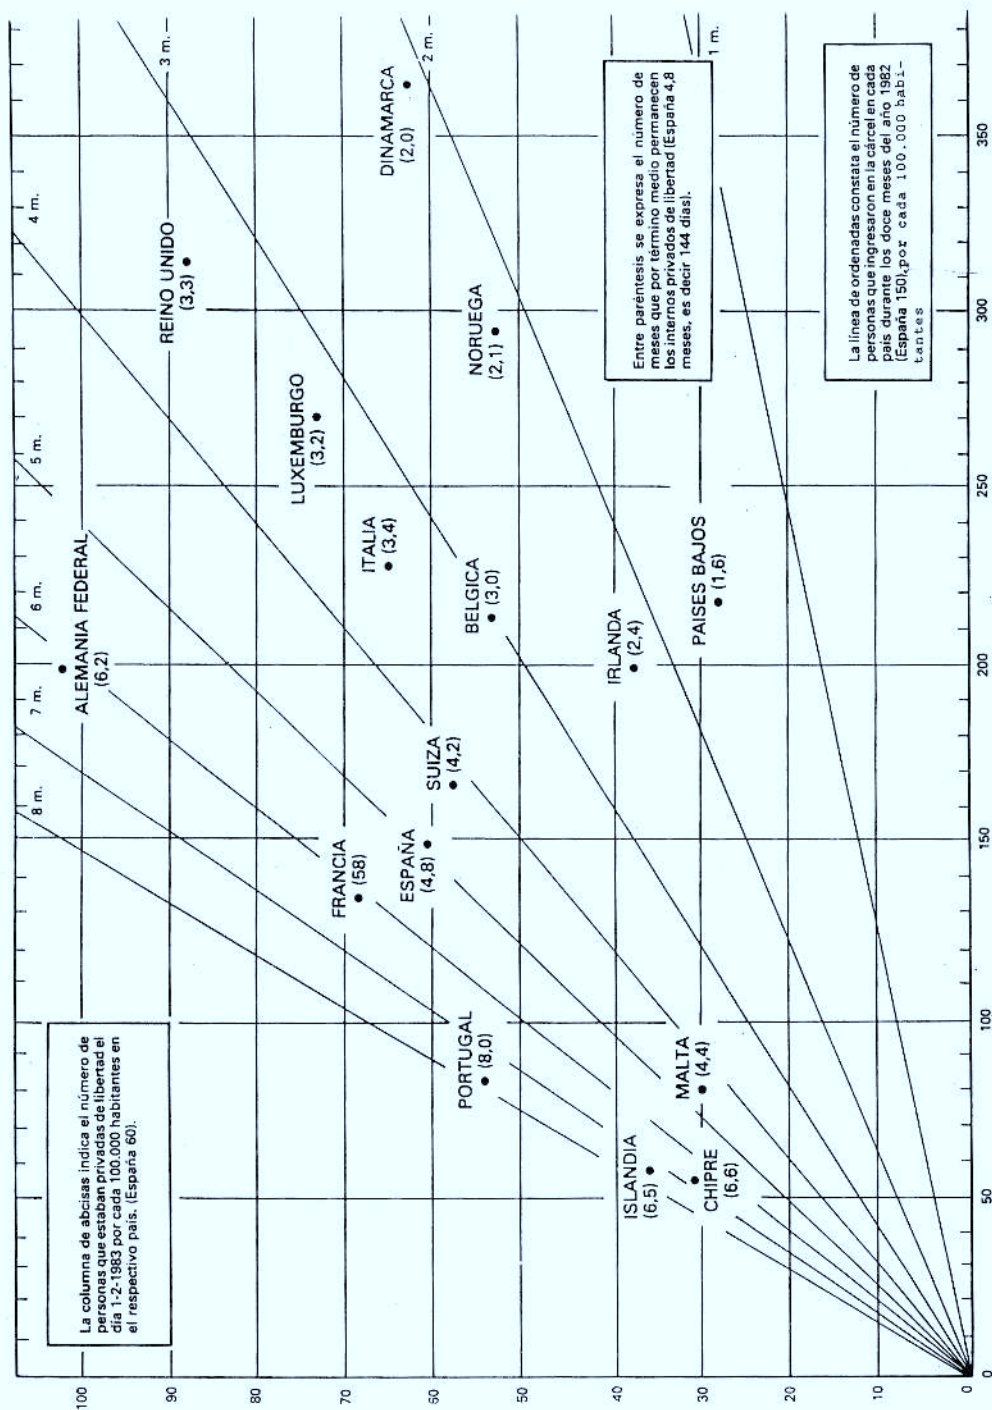 8 m.
7 m.
6 m.
5 m.
4 m.
3 m.
2 m.
1 m.
La columna de abcisas indica el número de
personas que estaban privadas de libertad el
día 1-2-1983 por cada 100.000 habitantes en
el respectivo país. (España 60).
ALEMANIA FEDERAL
(6,2)
REINO UNIDO
(3,3)
LUXEMBURGO
(3,2)
FRANCIA
(58)
ITALIA
(3,4)
DINAMARCA
(2,0)
ESPAÑA
(4,8)
SUIZA
(4,2)
PORTUGAL
(8,0)
BELGICA
(3,0)
NORUEGA
(2,1)
ISLANDIA
(6,5)
IRLANDA
(2,4)
Entre paréntesis se expresa el número de
meses que por término medio permanecen
los internos privados de libertad (España 4,8
meses, es decir 144 días).
MALTA
(4,4)
CHIPRE
(6,6)
PAISES BAJOS
(1,6)
La línea de ordenadas constata el número de
personas que ingresaron en la cárcel en cada
país durante los doce meses del año 1982
(España 150),por cada 100.000 habi-
tantes
100
90
80
70
60
50
40
30
20
10
0
0 50 100 150 200 250 300 350